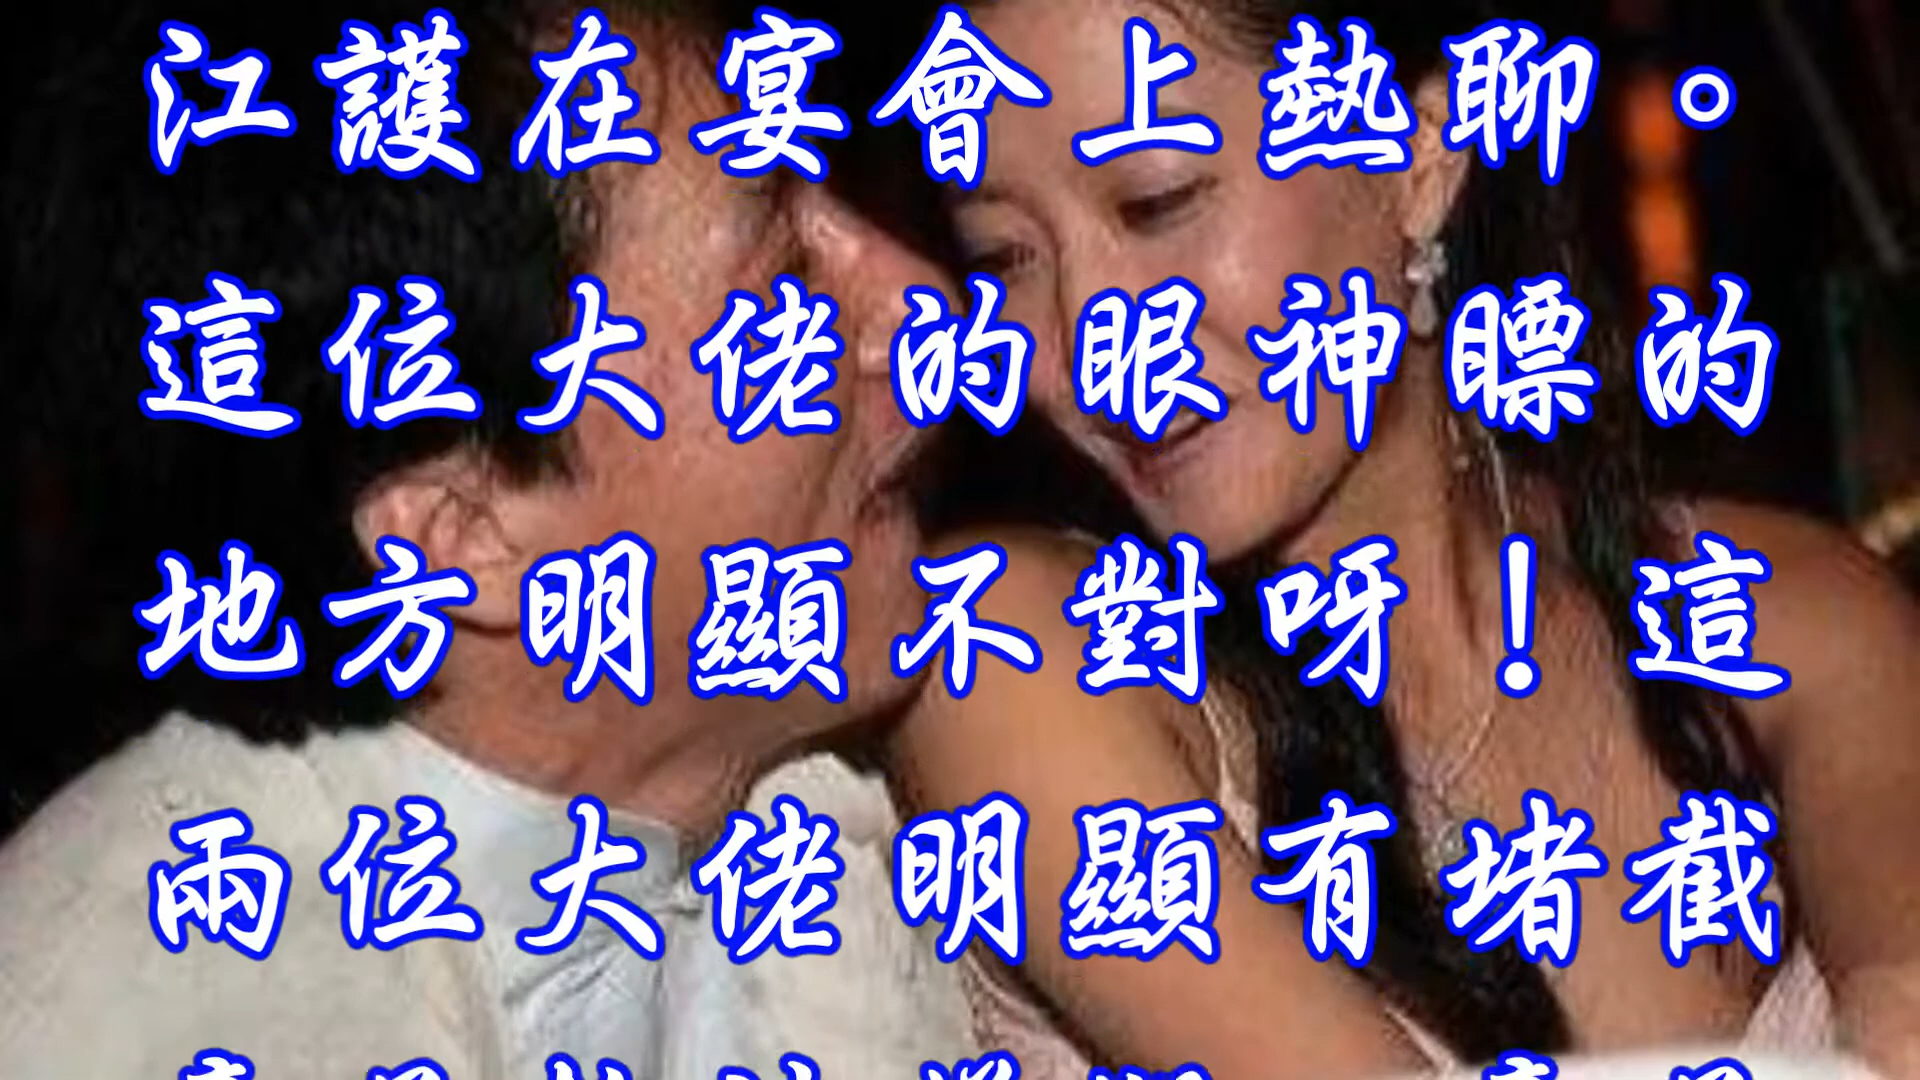 江護在宴會上熱聊。
這位大佬的眼神瞟的
地方明顯不對呀！這
兩位大佬明顯有堵截